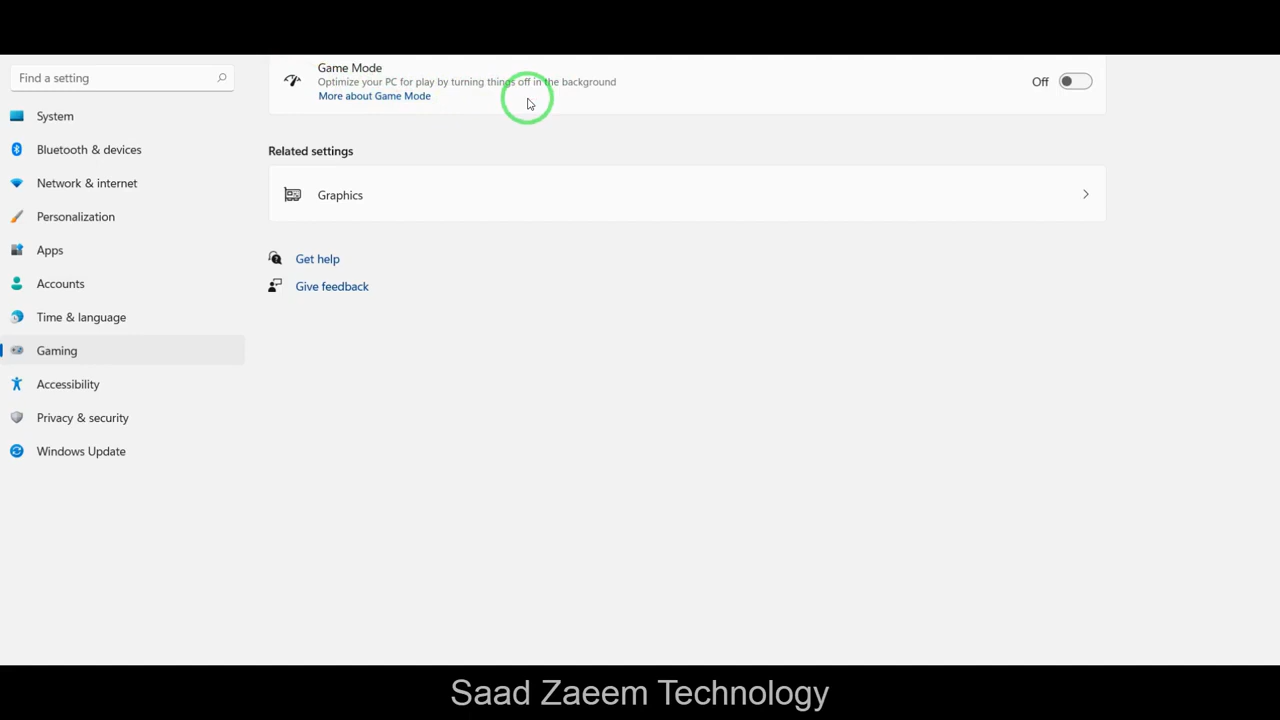 Game Mode
Find a setting
Optimize your PC for play by turning things off in the background
Off
More about Game Mode
System
Bluetooth & devices
Related settings
Network & internet
Graphics
Personalization
Apps
Get help
Accounts
Give feedback
Time & language
Gaming
Accessibility
Privacy & security
Windows Update
Saad Zaeem Technology